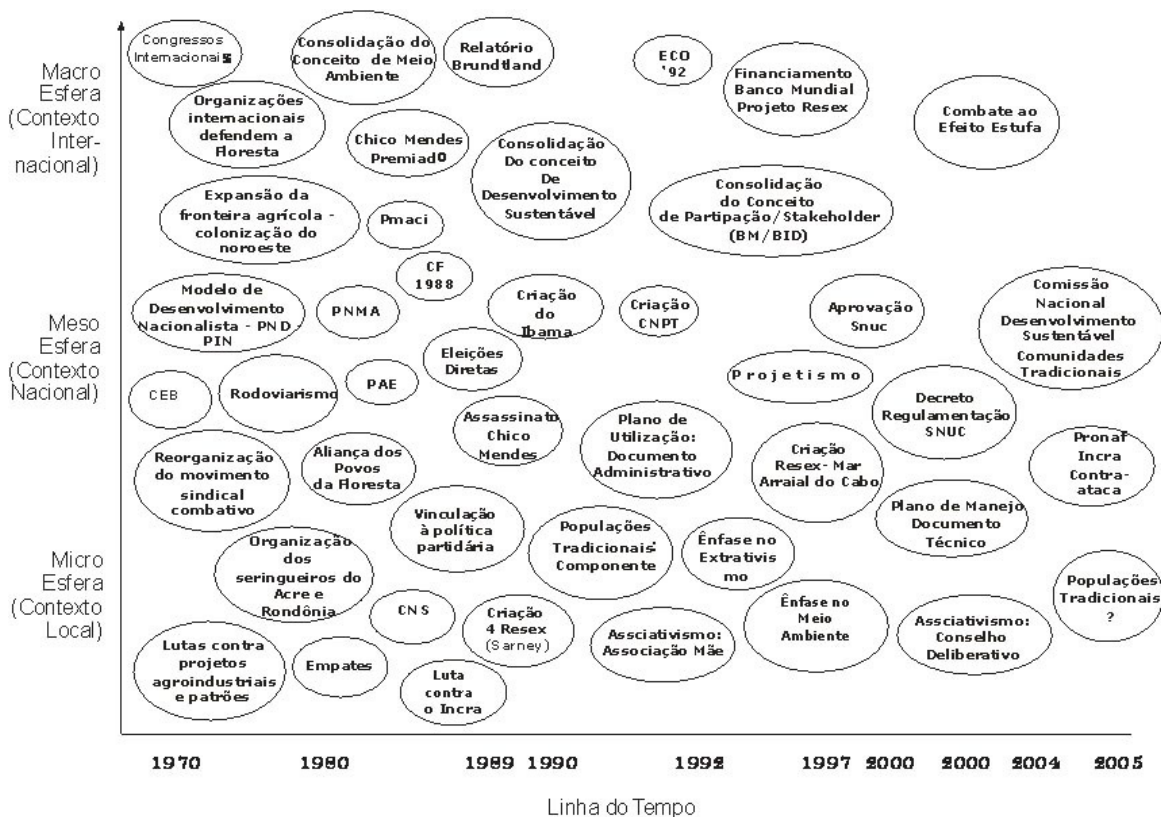 Macro
Esfera
(Contexto
Inter-
nacional)
Congressos
Internacionais
Consolidação do
Conceito de Meio
Ambiente
Relatório
Brundtland
ECO
'92
Financiamento
Banco Mundial
Projeto Resex
Combate ao
Efeito Estufa
Organizações
internacionais
defendem a
Floresta
Chico Mendes
Premiado
Consolidação
Do conceito
De
Desenvolvimento
Sustentável
Expansão da
fronteira agrícola -
colonização do
noroeste
Pmaci
Consolidação
do Conceito
de Partipação/Stakeholder
(BM/BID)
Meso
Esfera
(Contexto
Nacional)
CF
1988
Modelo de
Desenvolvimento
Nacionalista - PND -
PIN
PNMA
Criação
do
Ibama
Criação
CNPT
Aprovação
Snuc
Comissão
Nacional
Desenvolvimento
Sustentável
Comunidades
Tradicionais
Eleições
Diretas
CEB
Rodoviarismo
PAE
Projetismo
Decreto
Regulamentação
SNUC
Assassinato
Chico
Mendes
Plano de
Utilização:
Documento
Administrativo
Reorganização
do movimento
sindical
combativo
Aliança dos
Povos
da Floresta
Criação
Resex- Mar
Arraial do Cabo
Pronaf
Incra
Contra-
ataca
Vinculação
à política
partidária
Plano de Manejo
Documento
Técnico
Micro
Esfera
(Contexto
Local)
Organização
dos
seringueiros do
Acre e
Rondônia
Populações
Tradicionais:
Componente
Ênfase no
Extrativis
mo
CNS
Criação
4 Resex
(Sarney)
Assciativismo:
Associação Mãe
Ênfase no
Meio
Ambiente
Assciativismo:
Conselho
Deliberativo
Populações
Tradicionais
?
Lutas contra
projetos
agroindustriais
e patrões
Empates
Luta
contra
o Incra
1970 1980 1989 1990 1992 1997 2000 2000 2004 2005
Linha do Tempo